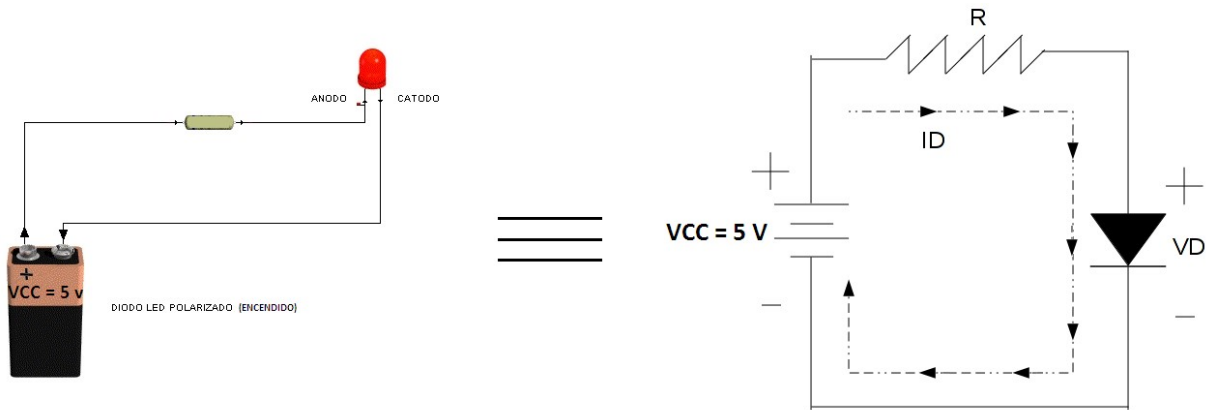 ANODO
CATODO
+
VCC = 5 v
DIODO LED POLARIZADO (ENCENDIDO)
R
ID
+
VCC = 5 V
−
+
VD
−